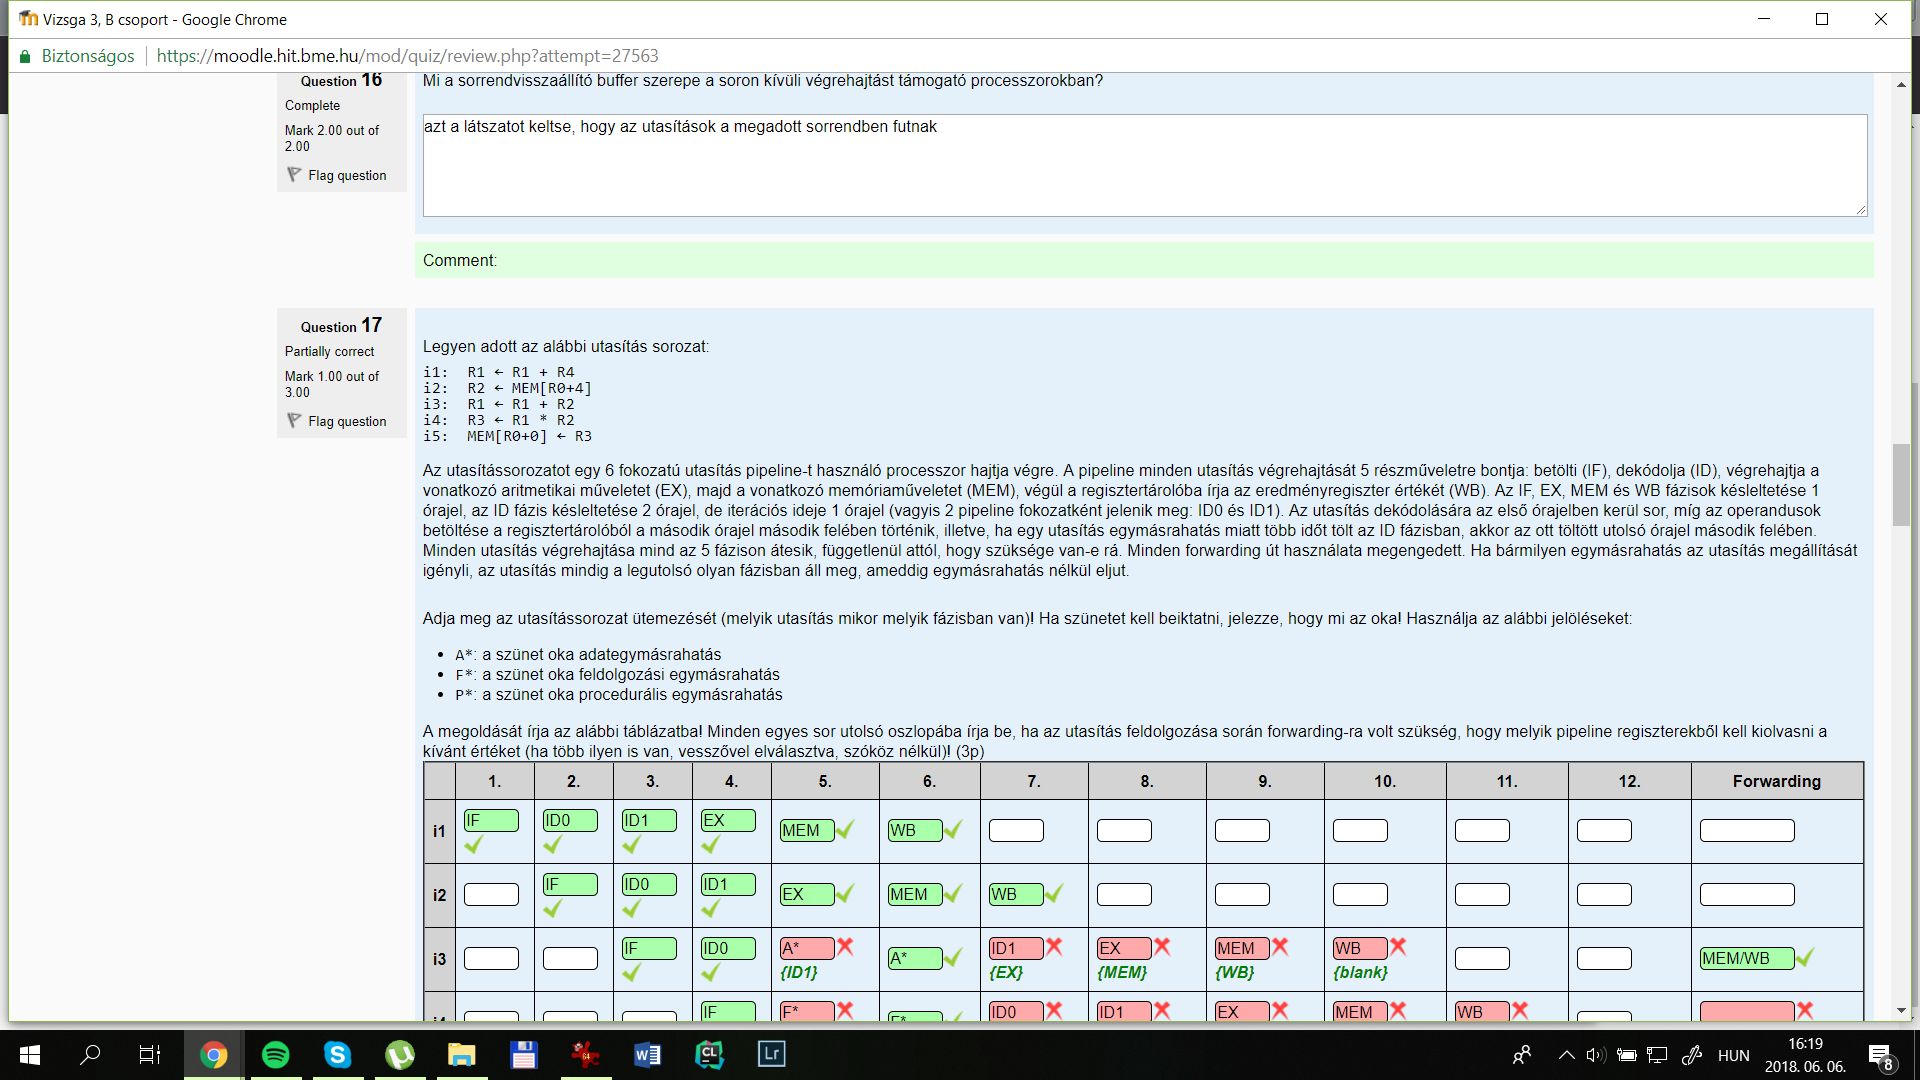 Vizsga 3, B csoport - Google Chrome
Biztonságos https://moodle.hit.bme.hu/mod/quiz/review.php?attempt=27563
Question 16
Complete
Mark 2.00 out of
2.00
Flag question
Mi a sorrendvisszaállító buffer szerepe a soron kívüli végrehajtást támogató processzorokban?
azt a látszatot keltse, hogy az utasítások a megadott sorrendben futnak
Comment:
Question 17
Partially correct
Mark 1.00 out of
3.00
Flag question
Legyen adott az alábbi utasítás sorozat:
i1: R1 ← R1 + R4
i2: R2 ← MEM[R0+4]
i3: R1 ← R1 + R2
i4: R3 ← R1 * R2
i5: MEM[R0+0] ← R3
Az utasítássorozatot egy 6 fokozatú utasítás pipeline-t használó processzor hajtja végre. A pipeline minden utasítás végrehajtását 5 részműveletre bontja: betölti (IF), dekódolja (ID), végrehajtja a
vonatkozó aritmetikai műveletet (EX), majd a vonatkozó memóriaműveletet (MEM), végül a regisztertárolóba írja az eredményregiszter értékét (WB). Az IF, EX, MEM és WB fázisok késleltetése 1
órajel, az ID fázis késleltetése 2 órajel, de iterációs ideje 1 órajel (vagyis 2 pipeline fokozatként jelenik meg: ID0 és ID1). Az utasítás dekódolására az első órajelben kerül sor, míg az operandusok
betöltése a regisztertárolóból a második órajel második felében történik, illetve, ha egy utasítás egymásrahatás miatt több időt tölt az ID fázisban, akkor az ott töltött utolsó órajel második felében.
Minden utasítás végrehajtása mind az 5 fázison átesik, függetlenül attól, hogy szüksége van-e rá. Minden forwarding út használata megengedett. Ha bármilyen egymásrahatás az utasítás megállítását
igényli, az utasítás mindig a legutolsó olyan fázisban áll meg, ameddig egymásrahatás nélkül eljut.
Adja meg az utasítássorozat ütemezését (melyik utasítás mikor melyik fázisban van)! Ha szünetet kell beiktatni, jelezze, hogy mi az oka! Használja az alábbi jelöléseket:
• A*: a szünet oka adategymásrahatás
• F*: a szünet oka feldolgozási egymásrahatás
• P*: a szünet oka procedurális egymásrahatás
A megoldását írja az alábbi táblázatba! Minden egyes sor utolsó oszlopába írja be, ha az utasítás feldolgozása során forwarding-ra volt szükség, hogy melyik pipeline regiszterekből kell kiolvasni a
kívánt értéket (ha több ilyen is van, vesszővel elválasztva, szóköz nélkül)! (3p)
1. 2. 3. 4. 5. 6. 7. 8. 9. 10. 11. 12. Forwarding
i1 IF ID0 ID1 EX MEM WB
i2 IF ID0 ID1 EX MEM WB
i3 IF ID0 A* A* ID1 EX MEM WB MEM/WB
{ID1} {EX} {MEM} {WB} {blank}
i4 IF F* F* ID0 ID1 EX MEM WB
64
CL
Lr
HUN
16:19
2018. 06. 06.
8